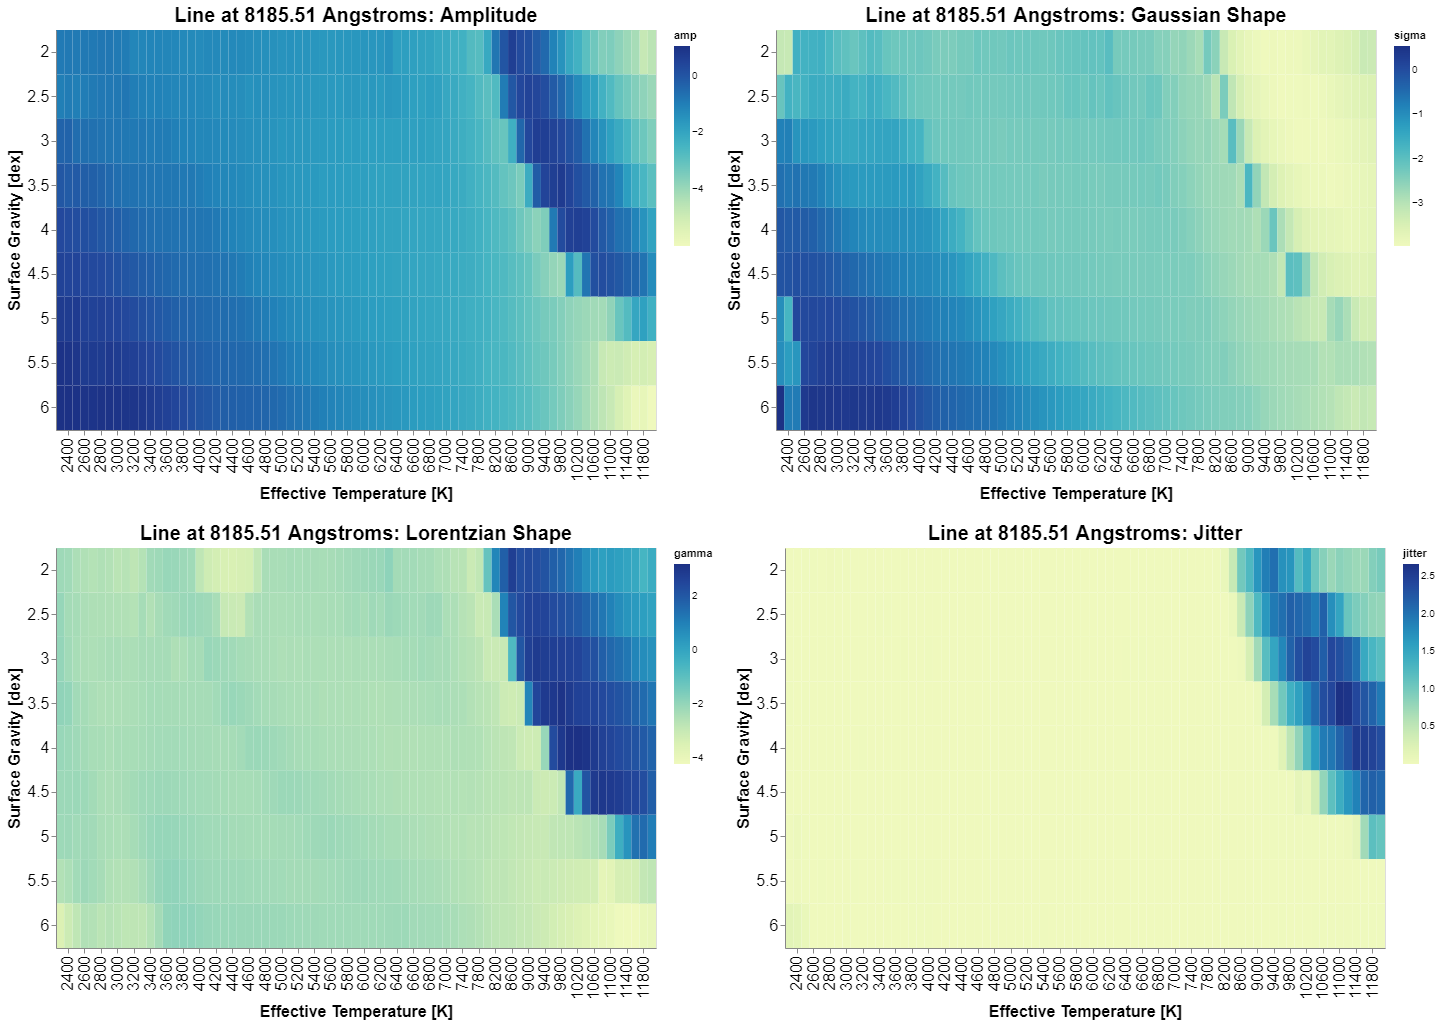 Line at 8185.51 Angstroms: Amplitude
amp
0
−2
−4
Surface Gravity [dex]
2
2.5
3
3.5
4
4.5
5
5.5
6
2400 2600 2800 3000 3200 3400 3600 3800 4000 4200 4400 4600 4800 5000 5200 5400 5600 5800 6000 6200 6400 6600 6800 7000 7400 7800 8200 8600 9000 9400 9800 10200 10600 11000 11400 11800
Effective Temperature [K]
Line at 8185.51 Angstroms: Gaussian Shape
sigma
0
−1
−2
−3
Surface Gravity [dex]
2
2.5
3
3.5
4
4.5
5
5.5
6
2400 2600 2800 3000 3200 3400 3600 3800 4000 4200 4400 4600 4800 5000 5200 5400 5600 5800 6000 6200 6400 6600 6800 7000 7400 7800 8200 8600 9000 9400 9800 10200 10600 11000 11400 11800
Effective Temperature [K]
Line at 8185.51 Angstroms: Lorentzian Shape
gamma
2
0
−2
−4
Surface Gravity [dex]
2
2.5
3
3.5
4
4.5
5
5.5
6
2400 2600 2800 3000 3200 3400 3600 3800 4000 4200 4400 4600 4800 5000 5200 5400 5600 5800 6000 6200 6400 6600 6800 7000 7400 7800 8200 8600 9000 9400 9800 10200 10600 11000 11400 11800
Effective Temperature [K]
Line at 8185.51 Angstroms: Jitter
jitter
2.5
2.0
1.5
1.0
0.5
Surface Gravity [dex]
2
2.5
3
3.5
4
4.5
5
5.5
6
2400 2600 2800 3000 3200 3400 3600 3800 4000 4200 4400 4600 4800 5000 5200 5400 5600 5800 6000 6200 6400 6600 6800 7000 7400 7800 8200 8600 9000 9400 9800 10200 10600 11000 11400 11800
Effective Temperature [K]